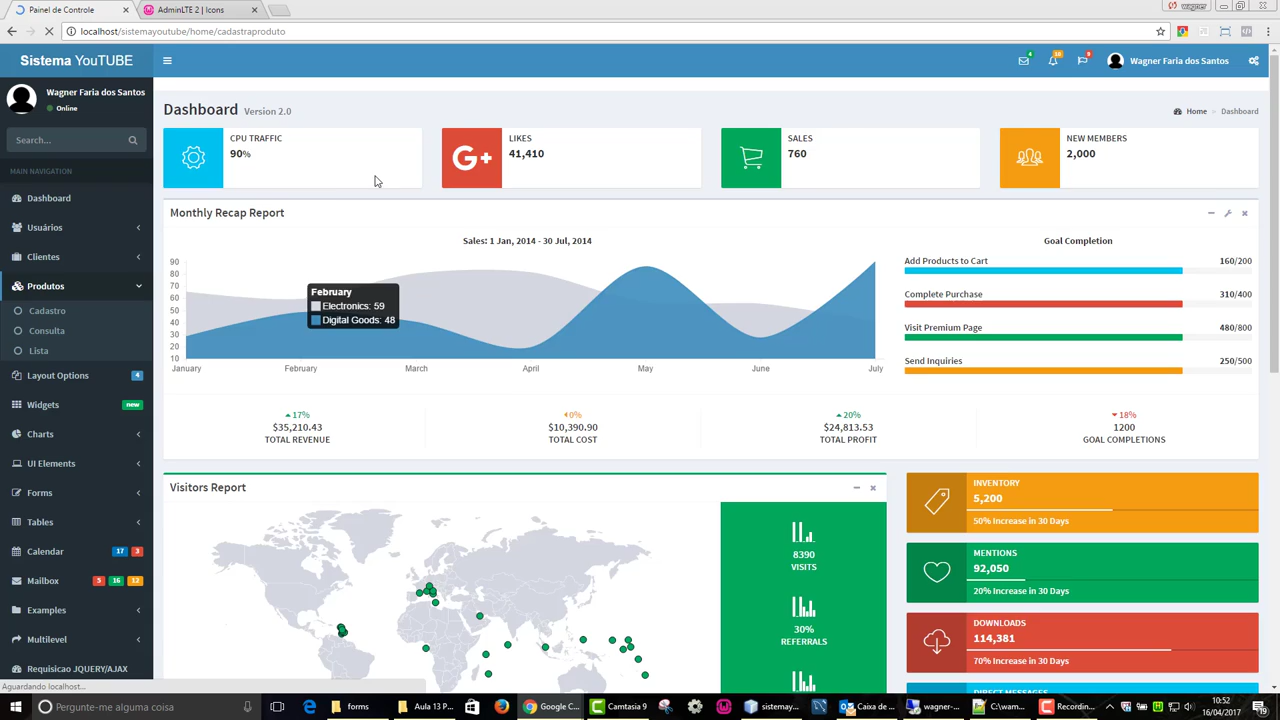 Painel de Controle
AdminLTE 2 | Icons
wagner
localhost/sistemayoutube/home/cadastraproduto
Sistema YouTUBE
4
10
9
Wagner Faria dos Santos
Wagner Faria dos Santos
Online
Search...
MAIN NAVIGATION
Dashboard
Usuários
Clientes
Produtos
Cadastro
Consulta
Lista
Layout Options
4
Widgets
new
Charts
UI Elements
Forms
Tables
Calendar
17
3
Mailbox
5
16
12
Examples
Multilevel
Requisicao JQUERY/AJAX
Dashboard Version 2.0
Home > Dashboard
CPU TRAFFIC
90%
G+
LIKES
41,410
SALES
760
NEW MEMBERS
2,000
Monthly Recap Report
Sales: 1 Jan, 2014 - 30 Jul, 2014
90
80
70
60
50
40
30
20
10
February
Electronics: 59
Digital Goods: 48
January
February
March
April
May
June
July
Goal Completion
Add Products to Cart 160/200
Complete Purchase 310/400
Visit Premium Page 480/800
Send Inquiries 250/500
17%
$35,210.43
TOTAL REVENUE
0%
$10,390.90
TOTAL COST
20%
$24,813.53
TOTAL PROFIT
18%
1200
GOAL COMPLETIONS
Visitors Report
8390
VISITS
30%
REFERRALS
INVENTORY
5,200
50% Increase in 30 Days
MENTIONS
92,050
20% Increase in 30 Days
DOWNLOADS
114,381
70% Increase in 30 Days
DIRECT MESSAGES
Aguardando localhost...
Pergunte-me alguma coisa
forms
Aula 13 P...
Google C...
Camtasia 9
sistemay...
Caixa de ...
wagner-...
C:\wam...
Recordin...
10:52
16/04/2017